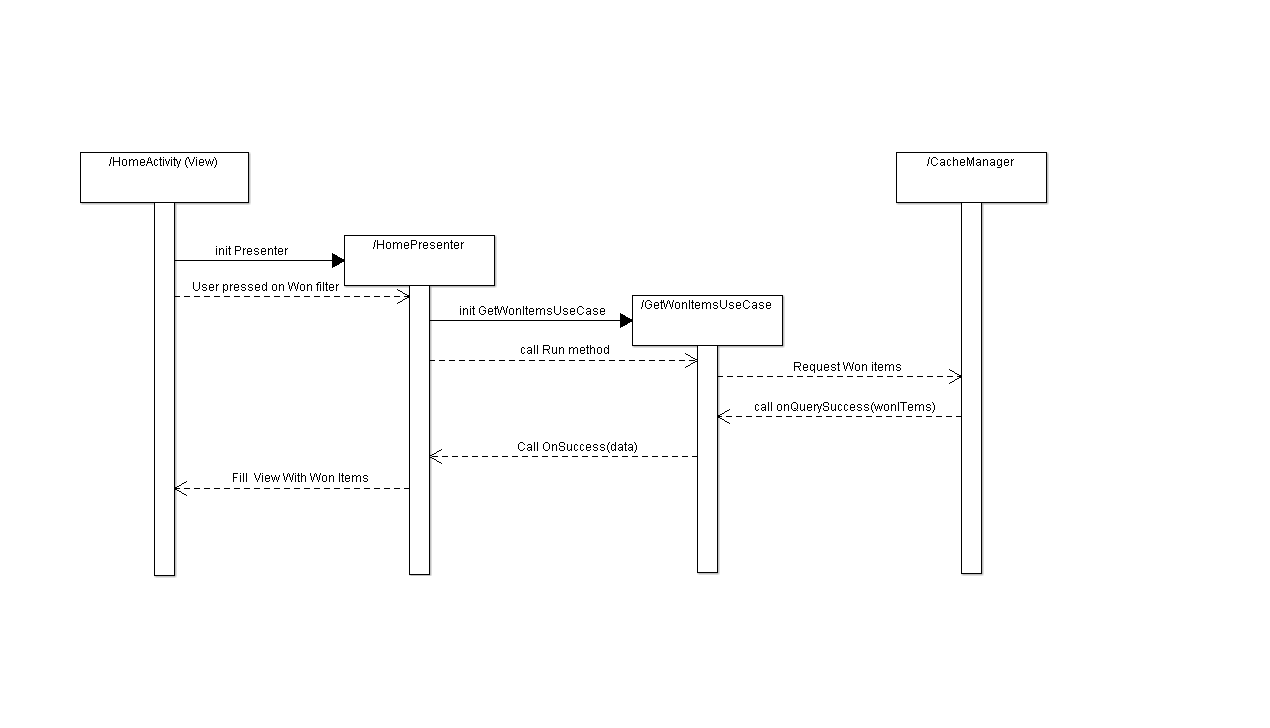 /HomeActivity (View)
/CacheManager
init Presenter
/HomePresenter
User pressed on Won filter
init GetWonItemsUseCase
/GetWonItemsUseCase
call Run method
Request Won items
call onQuerySuccess(wonITems)
Call OnSuccess(data)
Fill  View With Won Items